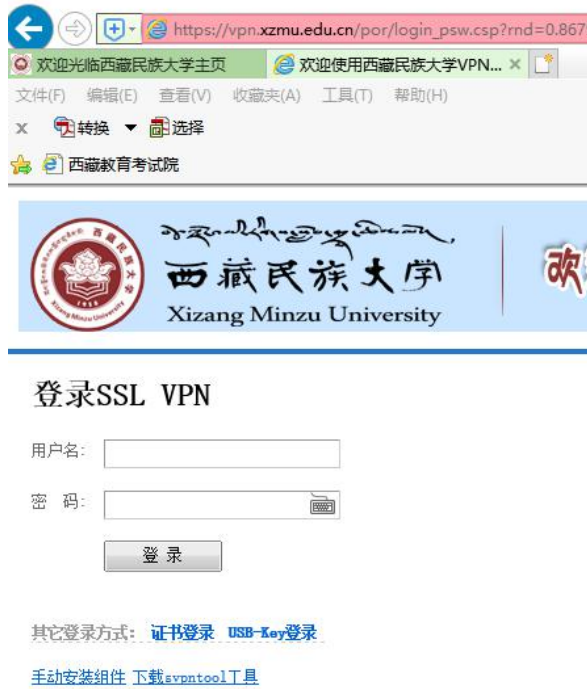 https://vpn.xzmu.edu.cn/por/login_psw.csp?rnd=0.867
欢迎光临西藏民族大学主页 欢迎使用西藏民族大学VPN... ×
文件(F) 编辑(E) 查看(V) 收藏夹(A) 工具(T) 帮助(H)
x 转换 ▼ 选择
西藏教育考试院
西藏民族大学
Xizang Minzu University
欢
登录SSL VPN
用户名:
密 码:
登 录
其它登录方式: 证书登录 USB-Key登录
手动安装组件 下载svpntool工具